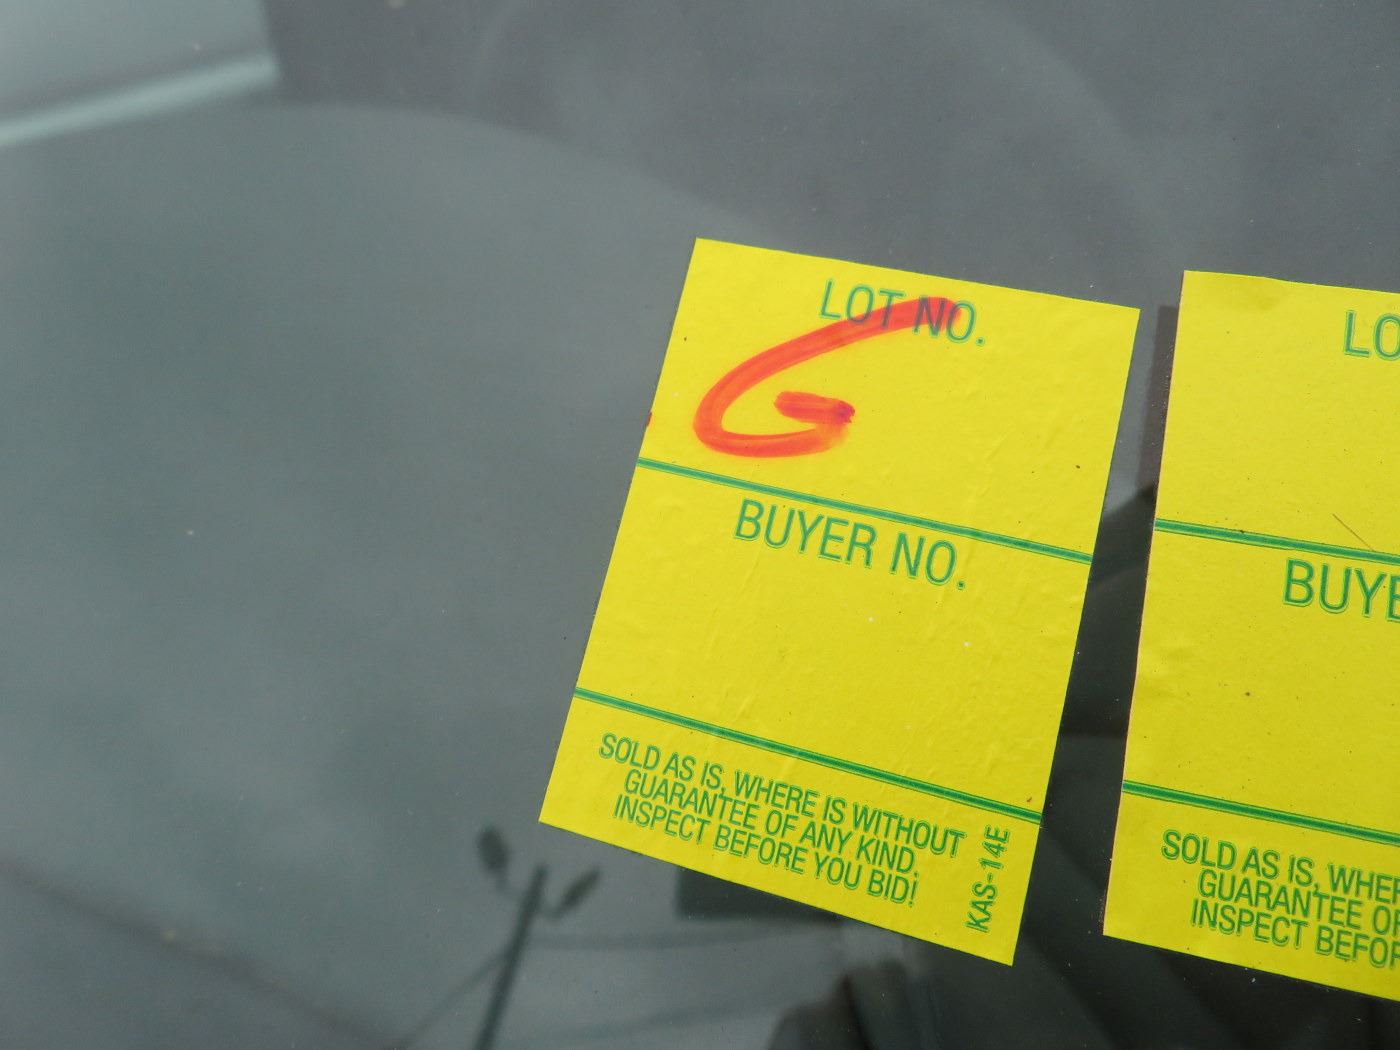 LOT NO.
G
BUYER NO.
SOLD AS IS, WHERE IS WITHOUT
GUARANTEE OF ANY KIND.
INSPECT BEFORE YOU BID!
KAS-14E
LO
BUYE
SOLD AS IS, WHER
GUARANTEE OF
INSPECT BEFOR